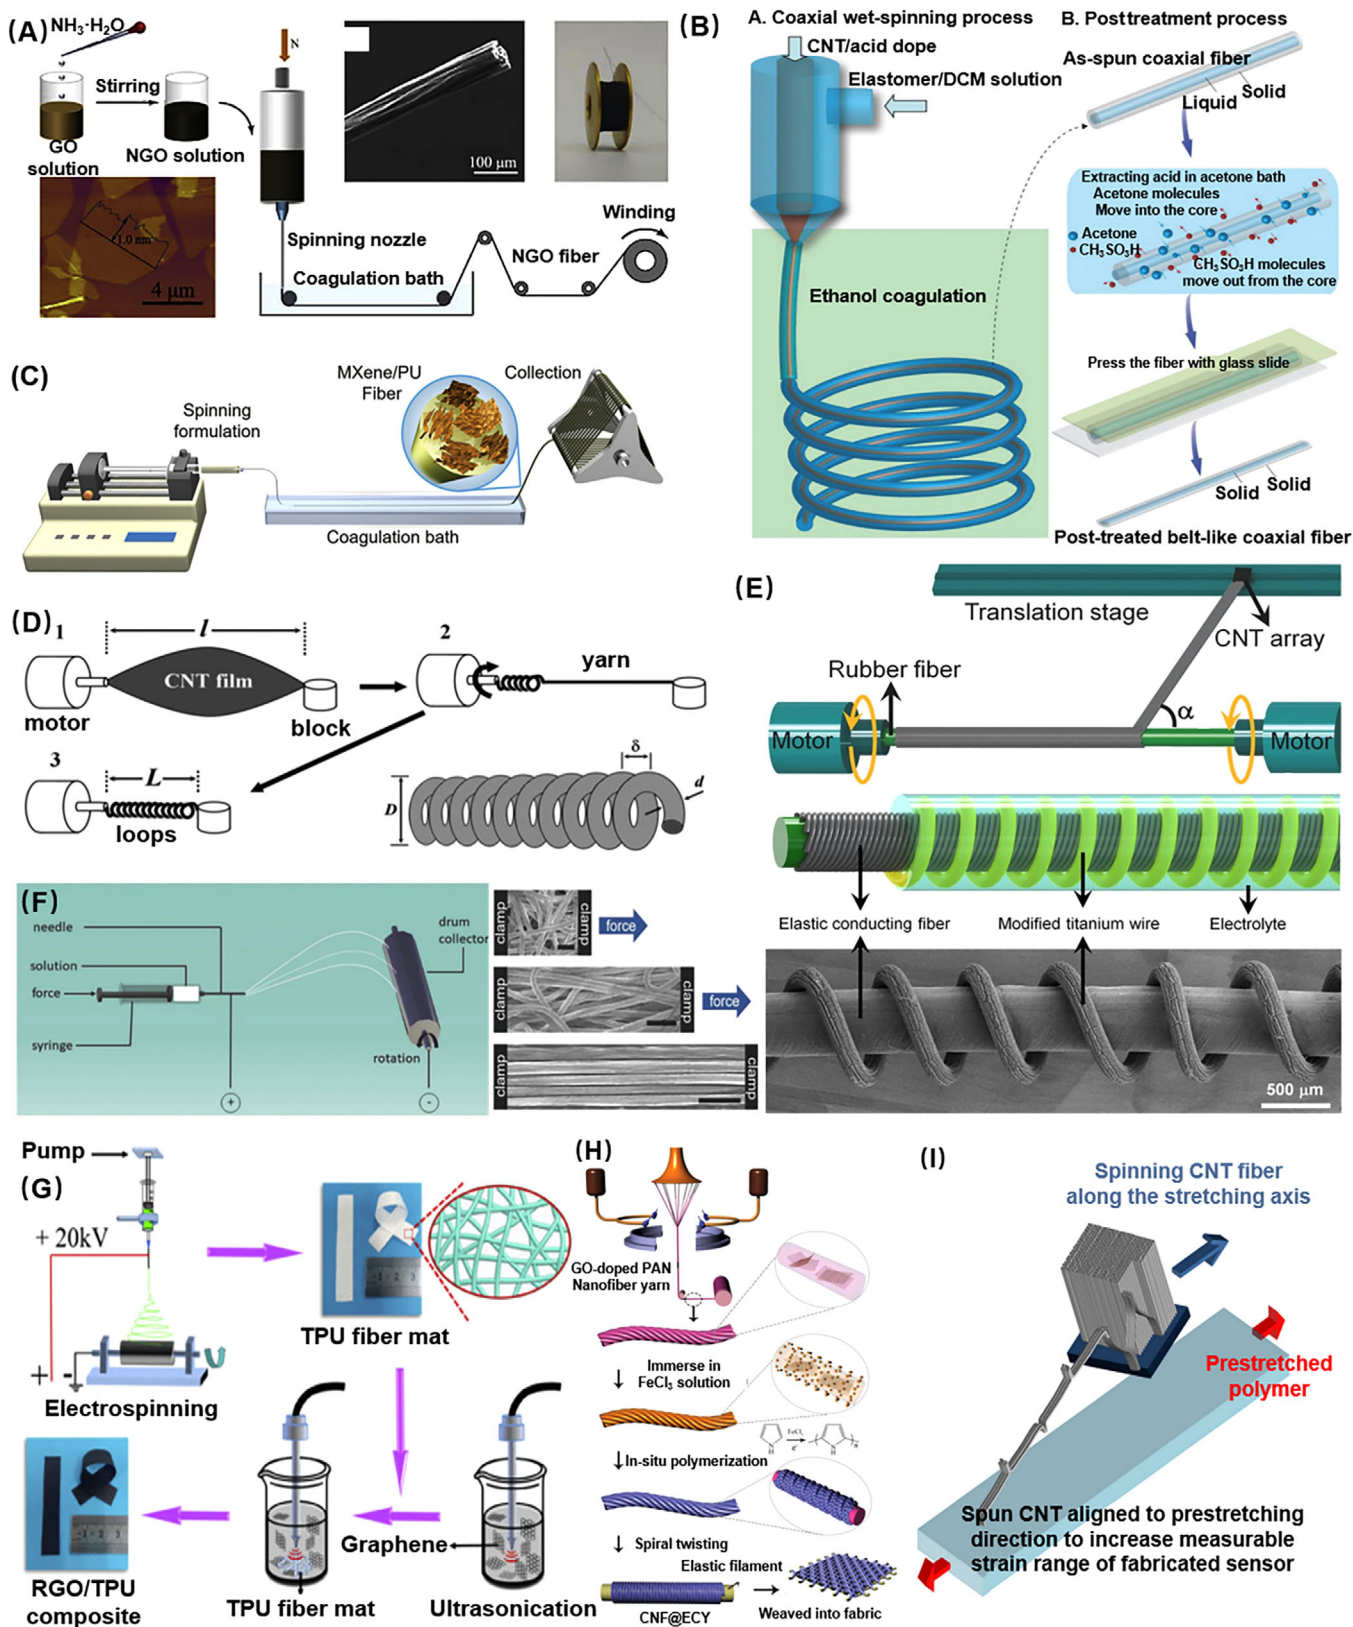 (A)
NH₃·H₂O
Stirring
GO
solution
NGO solution
N
100 μm
1.0 nm
4 μm
Spinning nozzle
Coagulation bath
NGO fiber
Winding
(B)
A. Coaxial wet-spinning process
CNT/acid dope
Elastomer/DCM solution
Ethanol coagulation
B. Posttreatment process
As-spun coaxial fiber
Solid
Liquid
Extracting acid in acetone bath
Acetone molecules
Move into the core
Acetone
CH₃SO₃H
CH₃SO₃H molecules
move out from the core
Press the fiber with glass slide
Solid
Solid
Post-treated belt-like coaxial fiber
(C)
Spinning
formulation
MXene/PU
Fiber
Collection
Coagulation bath
(D)
1
l
CNT film
motor
block
2
yarn
3
L
loops
δ
D
d
(E)
Translation stage
CNT array
Rubber fiber
α
Motor
Motor
Elastic conducting fiber
Modified titanium wire
Electrolyte
500 μm
(F)
needle
solution
force
syringe
drum
collector
rotation
+
-
clamp
clamp
force
clamp
clamp
force
clamp
clamp
(G)
Pump
+ 20kV
+
-
Electrospinning
1 2 3
TPU fiber mat
Graphene
TPU fiber mat
Ultrasonication
1 2 3
RGO/TPU
composite
(H)
GO-doped PAN
Nanofiber yarn
Immerse in
FeCl₃ solution
FeCl₃
e⁻
N
H
N
H
n
In-situ polymerization
Spiral twisting
Elastic filament
CNF@ECY
Weaved into fabric
(I)
Spinning CNT fiber
along the stretching axis
Prestretched
polymer
Spun CNT aligned to prestretching
direction to increase measurable
strain range of fabricated sensor